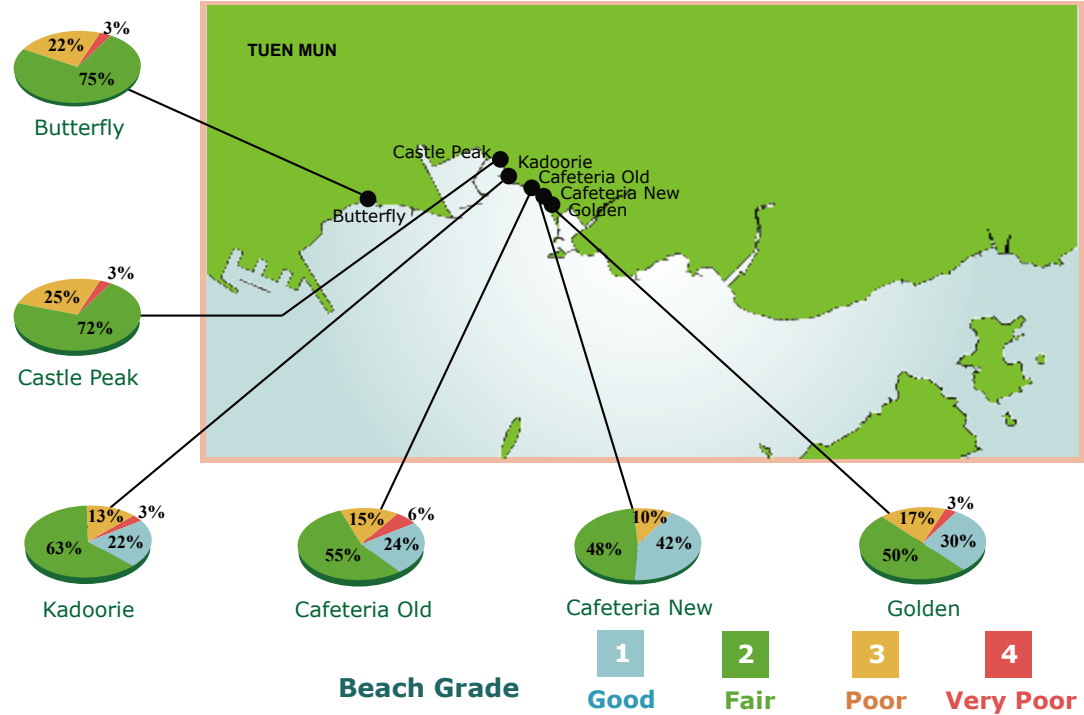 TUEN MUN
3%
22%
75%
Butterfly
Castle Peak
Kadoorie
Cafeteria Old
Cafeteria New
Golden
Butterfly
3%
25%
72%
Castle Peak
13%
3%
63%
22%
Kadoorie
15%
6%
55%
24%
Cafeteria Old
10%
48%
42%
Cafeteria New
3%
17%
50%
30%
Golden
Beach Grade
1
Good
2
Fair
3
Poor
4
Very Poor